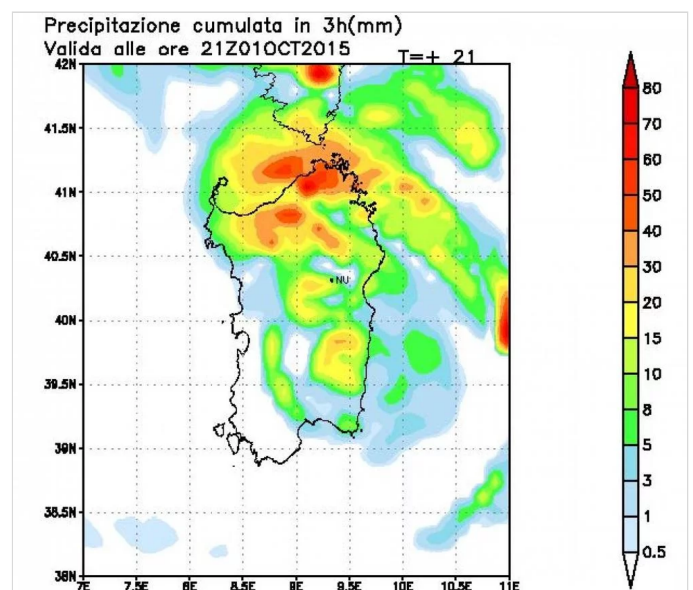 Precipitazione cumulata in 3h(mm)
Valida alle ore 21Z01OCT2015
T=+ 21
42N
41.5N
41N
40.5N
40N
39.5N
39N
38.5N
38N
7E
7.5E
8E
8.5E
9E
9.5E
10E
10.5E
11E
NU
80
70
60
50
40
30
20
15
10
8
5
3
1
0.5